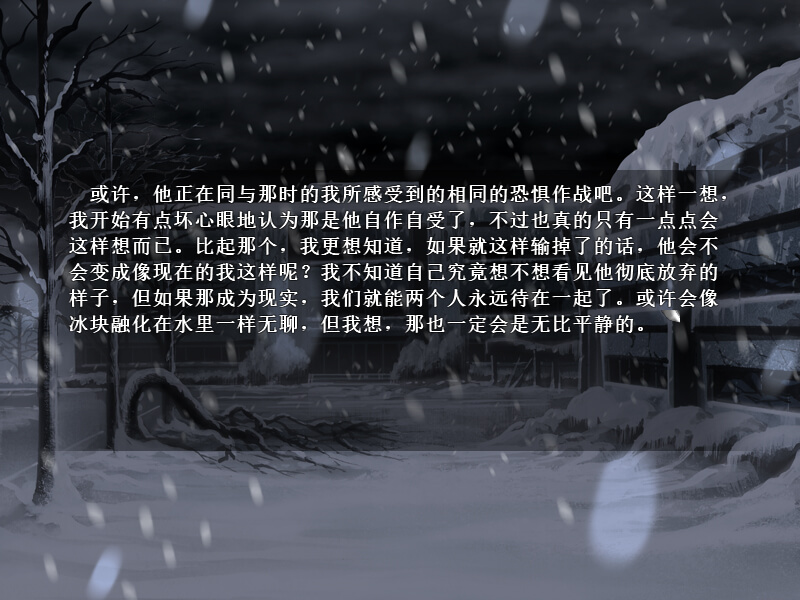 或许，他正在同与那时的我所感受到的相同的恐惧作战吧。这样一想，
我开始有点坏心眼地认为那是他自作自受了，不过也真的只有一点点会
这样想而已。比起那个，我更想知道，如果就这样输掉了的话，他会不
会变成像现在的我这样呢？我不知道自己究竟想不想看见他彻底放弃的
样子，但如果那成为现实，我们就能两个人永远待在一起了。或许会像
冰块融化在水里一样无聊，但我想，那也一定会是无比平静的。